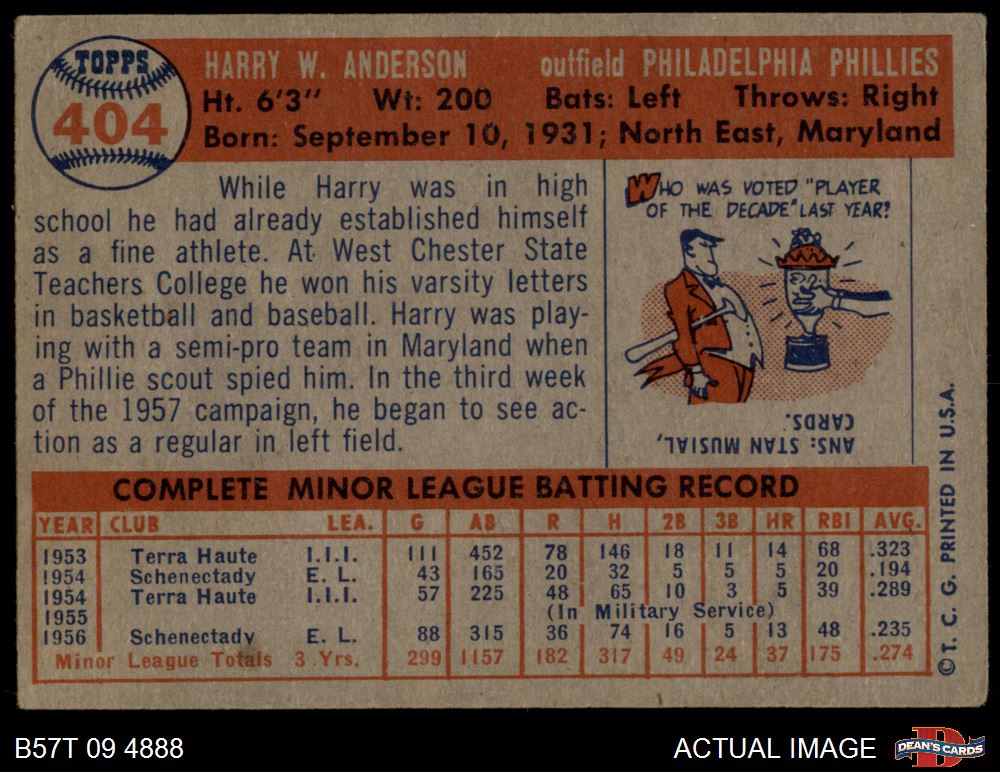 TOPPS
404
HARRY W. ANDERSON outfield PHILADELPHIA PHILLIES
Ht. 6'3" Wt: 200 Bats: Left Throws: Right
Born: September 10, 1931; North East, Maryland
While Harry was in high
school he had already established himself
as a fine athlete. At West Chester State
Teachers College he won his varsity letters
in basketball and baseball. Harry was play-
ing with a semi-pro team in Maryland when
a Phillie scout spied him. In the third week
of the 1957 campaign, he began to see ac-
tion as a regular in left field.
WHO WAS VOTED "PLAYER
OF THE DECADE" LAST YEAR?
ANS: STAN MUSIAL,
CARDS.
COMPLETE MINOR LEAGUE BATTING RECORD
YEAR CLUB LEA. G AB R H 2B 3B HR RBI AVG.
1953 Terra Haute I.I.I. 111 452 78 146 18 11 14 68 .323
1954 Schenectady E. L. 43 165 20 32 5 5 5 20 .194
1954 Terra Haute I.I.I. 57 225 48 65 10 3 5 39 .289
1955 (In Military Service)
1956 Schenectady E. L. 88 315 36 74 16 5 13 48 .235
Minor League Totals 3 Yrs. 299 1157 182 317 49 24 37 175 .274
©T. C. G. PRINTED IN U.S.A.
B57T 09 4888 ACTUAL IMAGE
DEAN'S CARDS